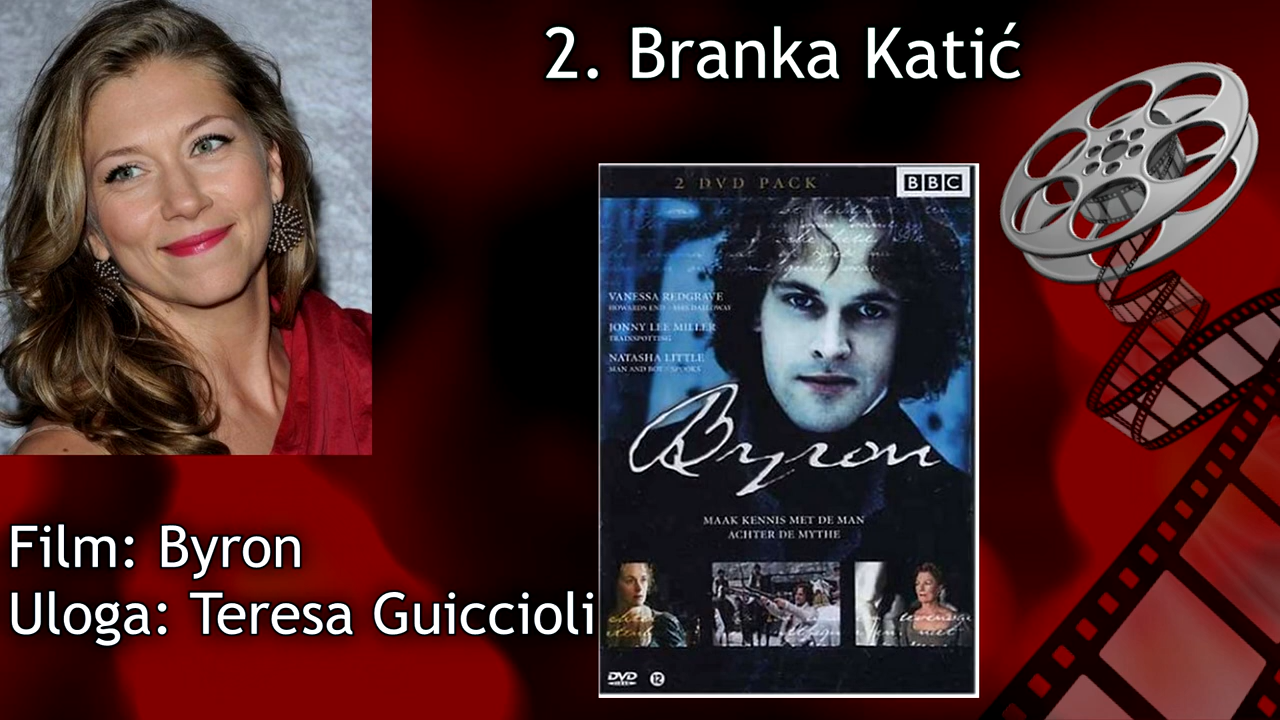 2. Branka Katić
2 DVD PACK
BBC
VANESSA REDGRAVE
HOWARDS END - MRS DALLOWAY
JONNY LEE MILLER
TRAINSPOTTING
NATASHA LITTLE
MAN AND BOY - SPOOKS
Byron
MAAK KENNIS MET DE MAN
ACHTER DE MYTHE
DVD
12
Film: Byron
Uloga: Teresa Guiccioli